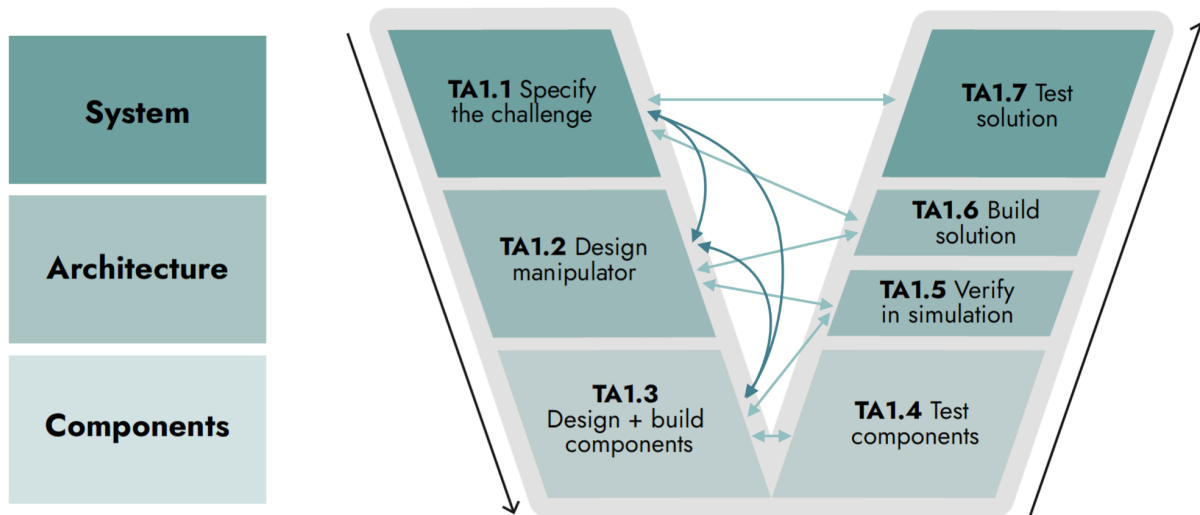 System
Architecture
Components
TA1.1 Specify
the challenge
TA1.2 Design
manipulator
TA1.3
Design + build
components
TA1.7 Test
solution
TA1.6 Build
solution
TA1.5 Verify
in simulation
TA1.4 Test
components